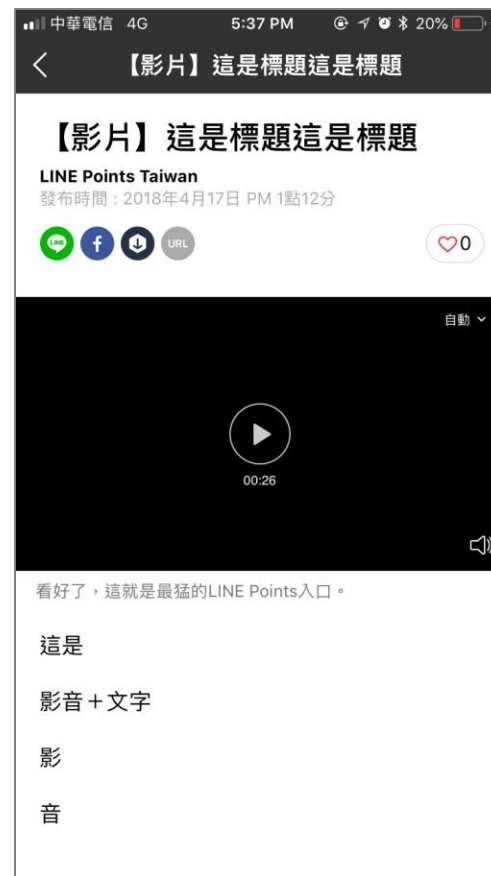 中華電信 4G 5:37 PM 20%
【影片】這是標題這是標題
【影片】這是標題這是標題
LINE Points Taiwan
發布時間：2018年4月17日 PM 1點12分
LINE f URL 0
自動
00:26
看好了，這就是最猛的LINE Points入口。
這是
影音＋文字
影
音